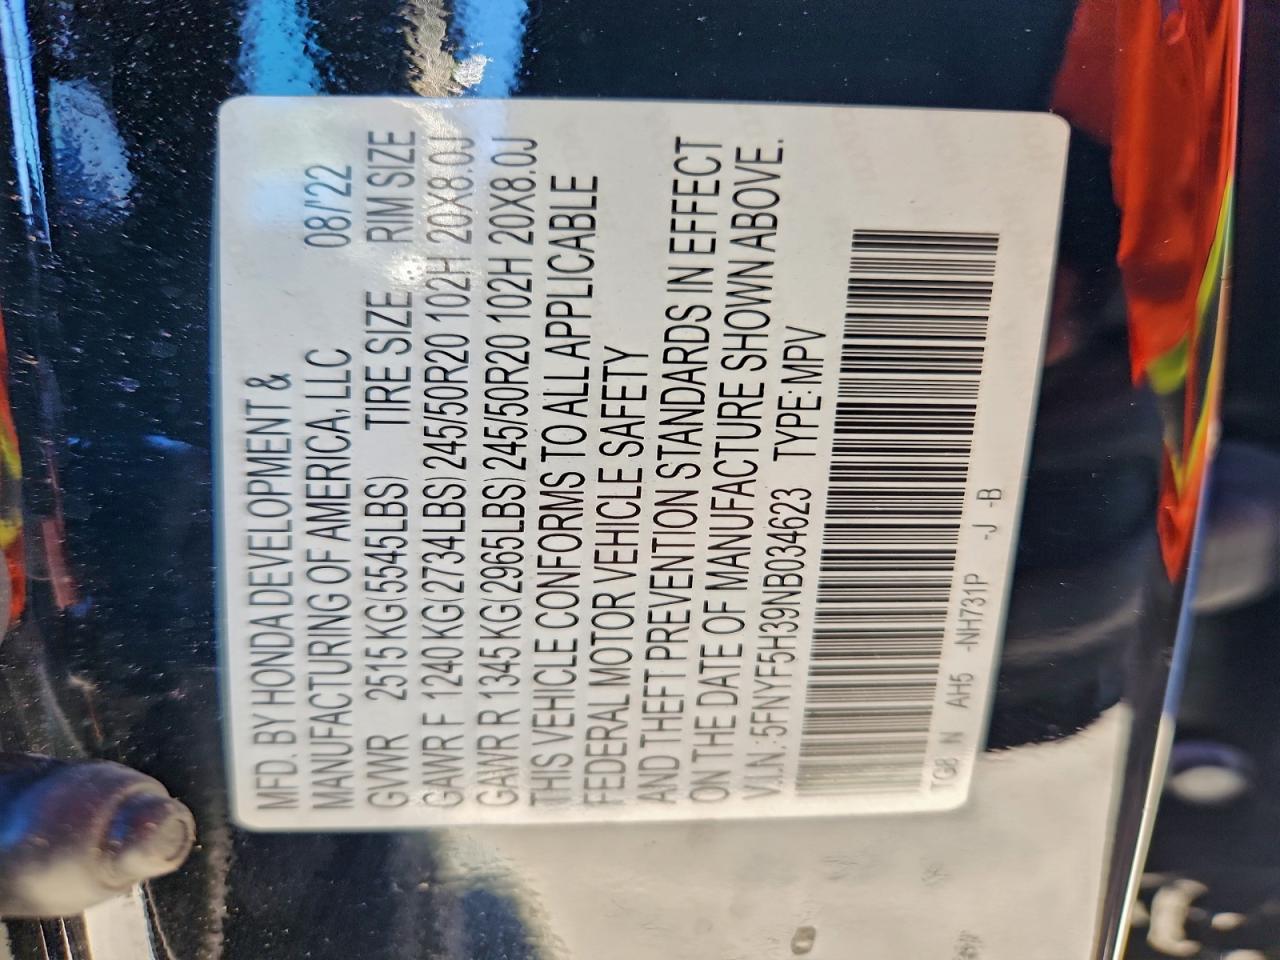 MFD. BY HONDA DEVELOPMENT &
MANUFACTURING OF AMERICA, LLC 08/'22
GVWR 2515 KG(5545LBS) TIRE SIZE RIM SIZE
GAWR F 1240 KG(2734LBS) 245/50R20 102H 20X8.0J
GAWR R 1345 KG(2965LBS) 245/50R20 102H 20X8.0J
THIS VEHICLE CONFORMS TO ALL APPLICABLE
FEDERAL MOTOR VEHICLE SAFETY
AND THEFT PREVENTION STANDARDS IN EFFECT
ON THE DATE OF MANUFACTURE SHOWN ABOVE.
V.I.N.:5FNYF5H39NB034623 TYPE:MPV
TG8 N AH5 -NH731P -J -B